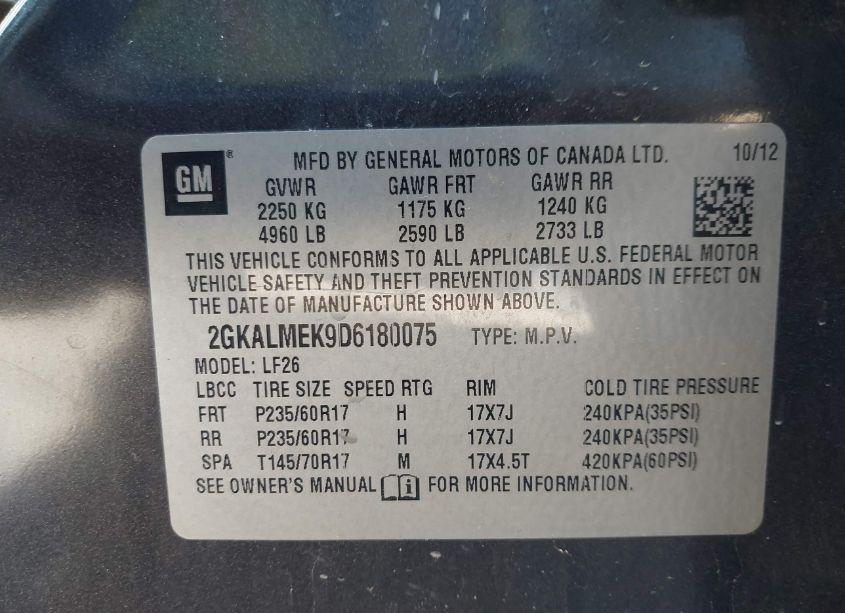 GM ® MFD BY GENERAL MOTORS OF CANADA LTD. 10/12
GVWR GAWR FRT GAWR RR
2250 KG 1175 KG 1240 KG
4960 LB 2590 LB 2733 LB
THIS VEHICLE CONFORMS TO ALL APPLICABLE U.S. FEDERAL MOTOR
VEHICLE SAFETY AND THEFT PREVENTION STANDARDS IN EFFECT ON
THE DATE OF MANUFACTURE SHOWN ABOVE.
2GKALMEK9D6180075 TYPE: M.P.V.
MODEL: LF26
LBCC TIRE SIZE SPEED RTG RIM COLD TIRE PRESSURE
FRT P235/60R17 H 17X7J 240KPA(35PSI)
RR P235/60R17 H 17X7J 240KPA(35PSI)
SPA T145/70R17 M 17X4.5T 420KPA(60PSI)
SEE OWNER'S MANUAL i FOR MORE INFORMATION.